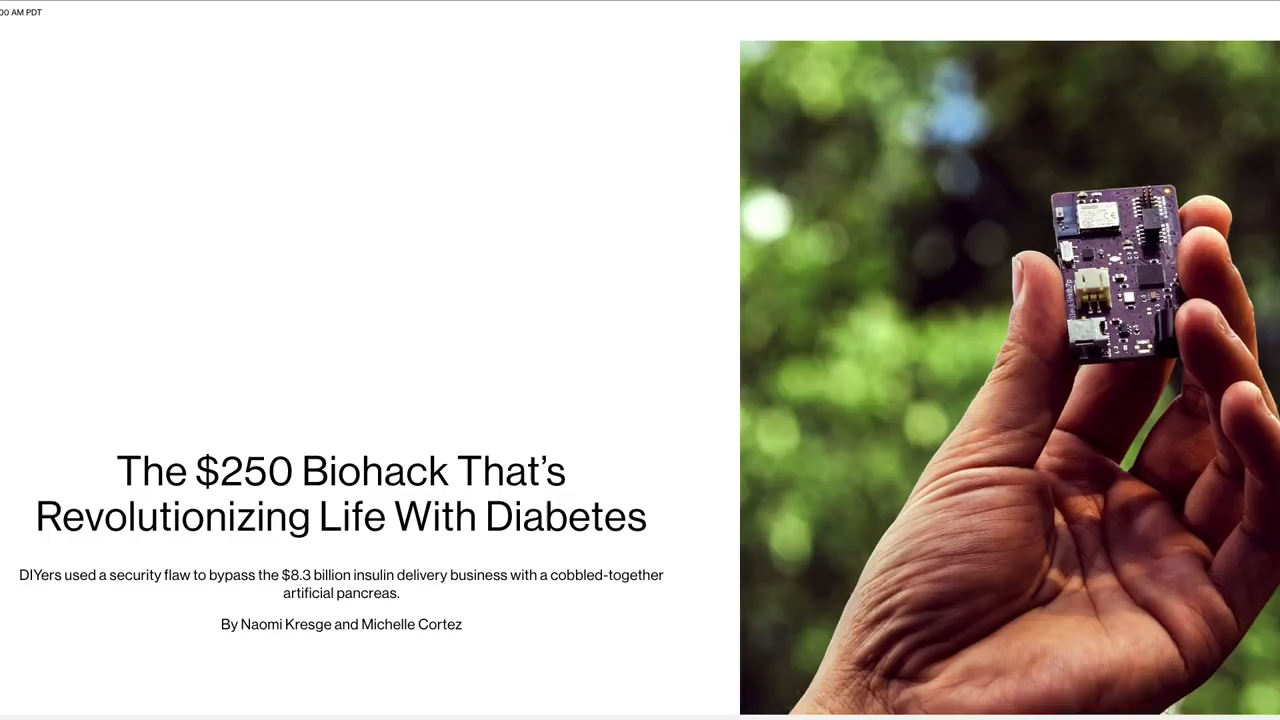 00 AM PDT
The $250 Biohack That’s
Revolutionizing Life With Diabetes
DIYers used a security flaw to bypass the $8.3 billion insulin delivery business with a cobbled-together
artificial pancreas.
By Naomi Kresge and Michelle Cortez